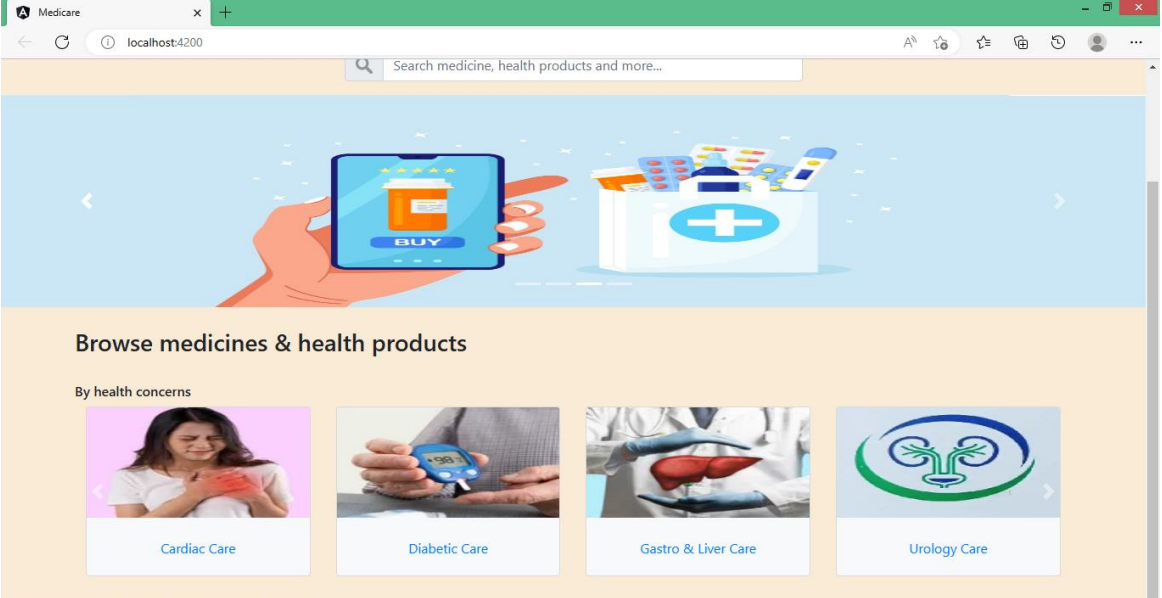 Medicare
localhost:4200
Search medicine, health products and more...
BUY
Browse medicines & health products
By health concerns
98
Cardiac Care
Diabetic Care
Gastro & Liver Care
Urology Care